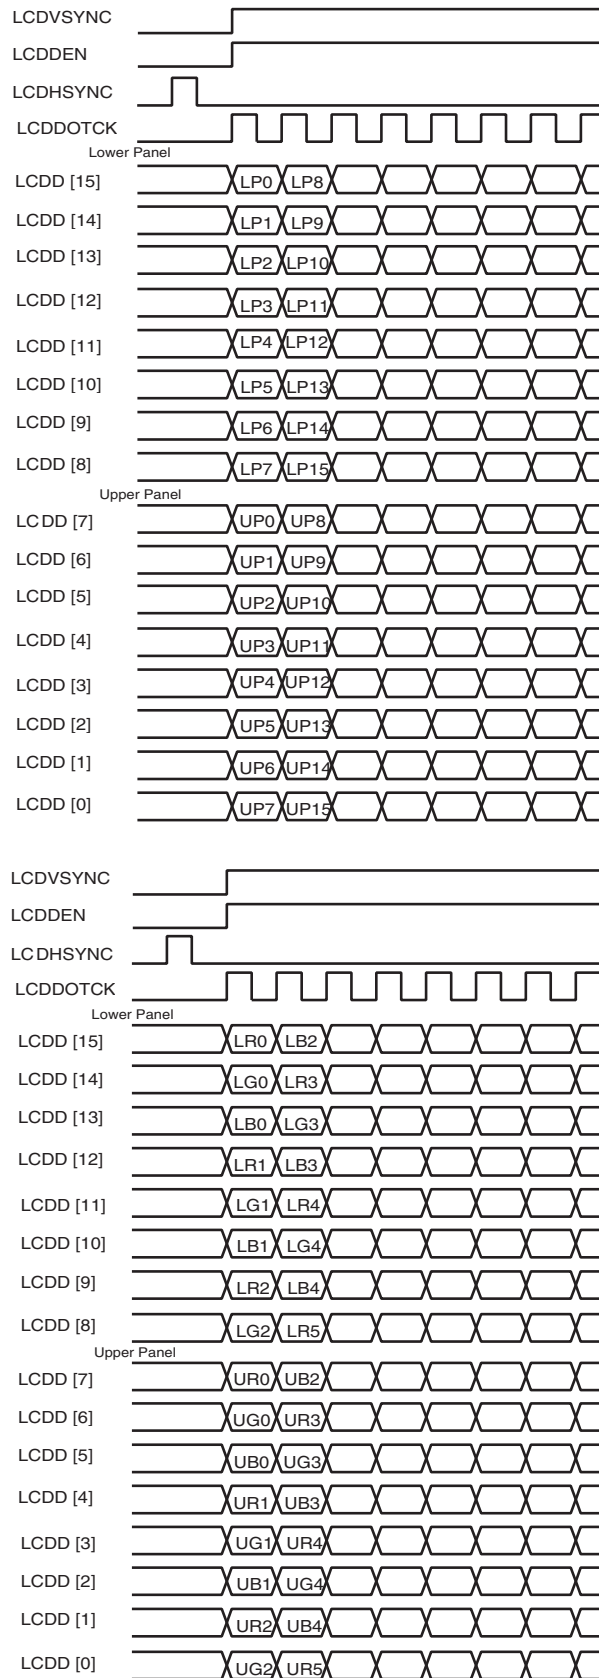 LCDVSYNC
LCDDEN
LCDHSYNC
LCDDOTCK
Lower Panel
LCDD [15] LP0 LP8
LCDD [14] LP1 LP9
LCDD [13] LP2 LP10
LCDD [12] LP3 LP11
LCDD [11] LP4 LP12
LCDD [10] LP5 LP13
LCDD [9] LP6 LP14
LCDD [8] LP7 LP15
Upper Panel
LCDD [7] UP0 UP8
LCDD [6] UP1 UP9
LCDD [5] UP2 UP10
LCDD [4] UP3 UP11
LCDD [3] UP4 UP12
LCDD [2] UP5 UP13
LCDD [1] UP6 UP14
LCDD [0] UP7 UP15
LCDVSYNC
LCDDEN
LCDHSYNC
LCDDOTCK
Lower Panel
LCDD [15] LR0 LB2
LCDD [14] LG0 LR3
LCDD [13] LB0 LG3
LCDD [12] LR1 LB3
LCDD [11] LG1 LR4
LCDD [10] LB1 LG4
LCDD [9] LR2 LB4
LCDD [8] LG2 LR5
Upper Panel
LCDD [7] UR0 UB2
LCDD [6] UG0 UR3
LCDD [5] UB0 UG3
LCDD [4] UR1 UB3
LCDD [3] UG1 UR4
LCDD [2] UB1 UG4
LCDD [1] UR2 UB4
LCDD [0] UG2 UR5